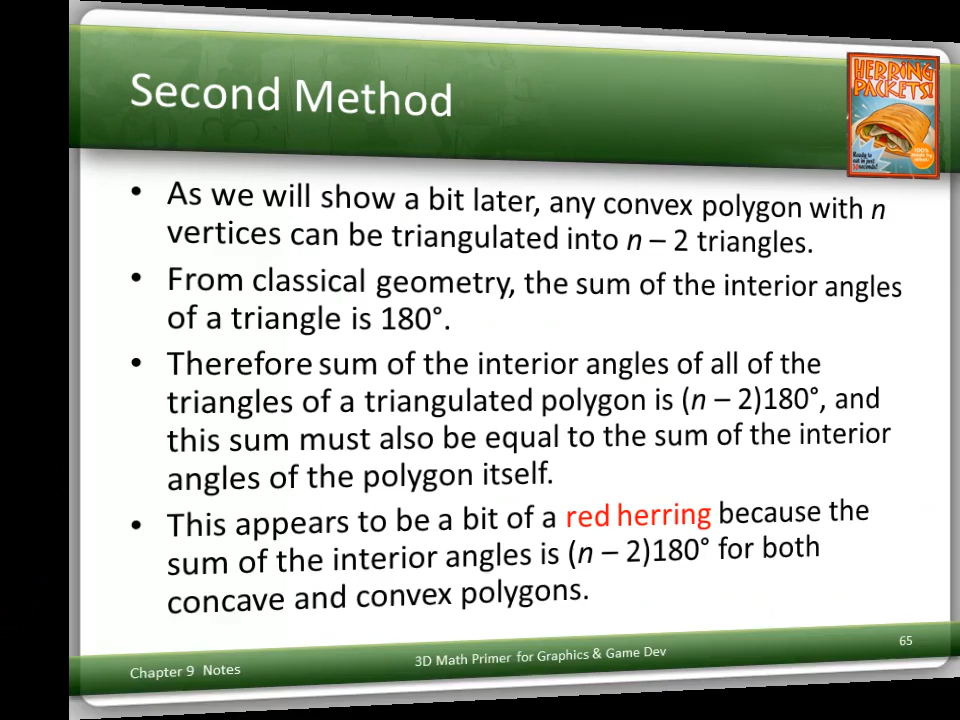 Second Method
HERRING
PACKETS!
• As we will show a bit later, any convex polygon with n
vertices can be triangulated into n – 2 triangles.
• From classical geometry, the sum of the interior angles
of a triangle is 180°.
• Therefore sum of the interior angles of all of the
triangles of a triangulated polygon is (n – 2)180°, and
this sum must also be equal to the sum of the interior
angles of the polygon itself.
• This appears to be a bit of a red herring because the
sum of the interior angles is (n – 2)180° for both
concave and convex polygons.
Chapter 9 Notes
3D Math Primer for Graphics & Game Dev
65